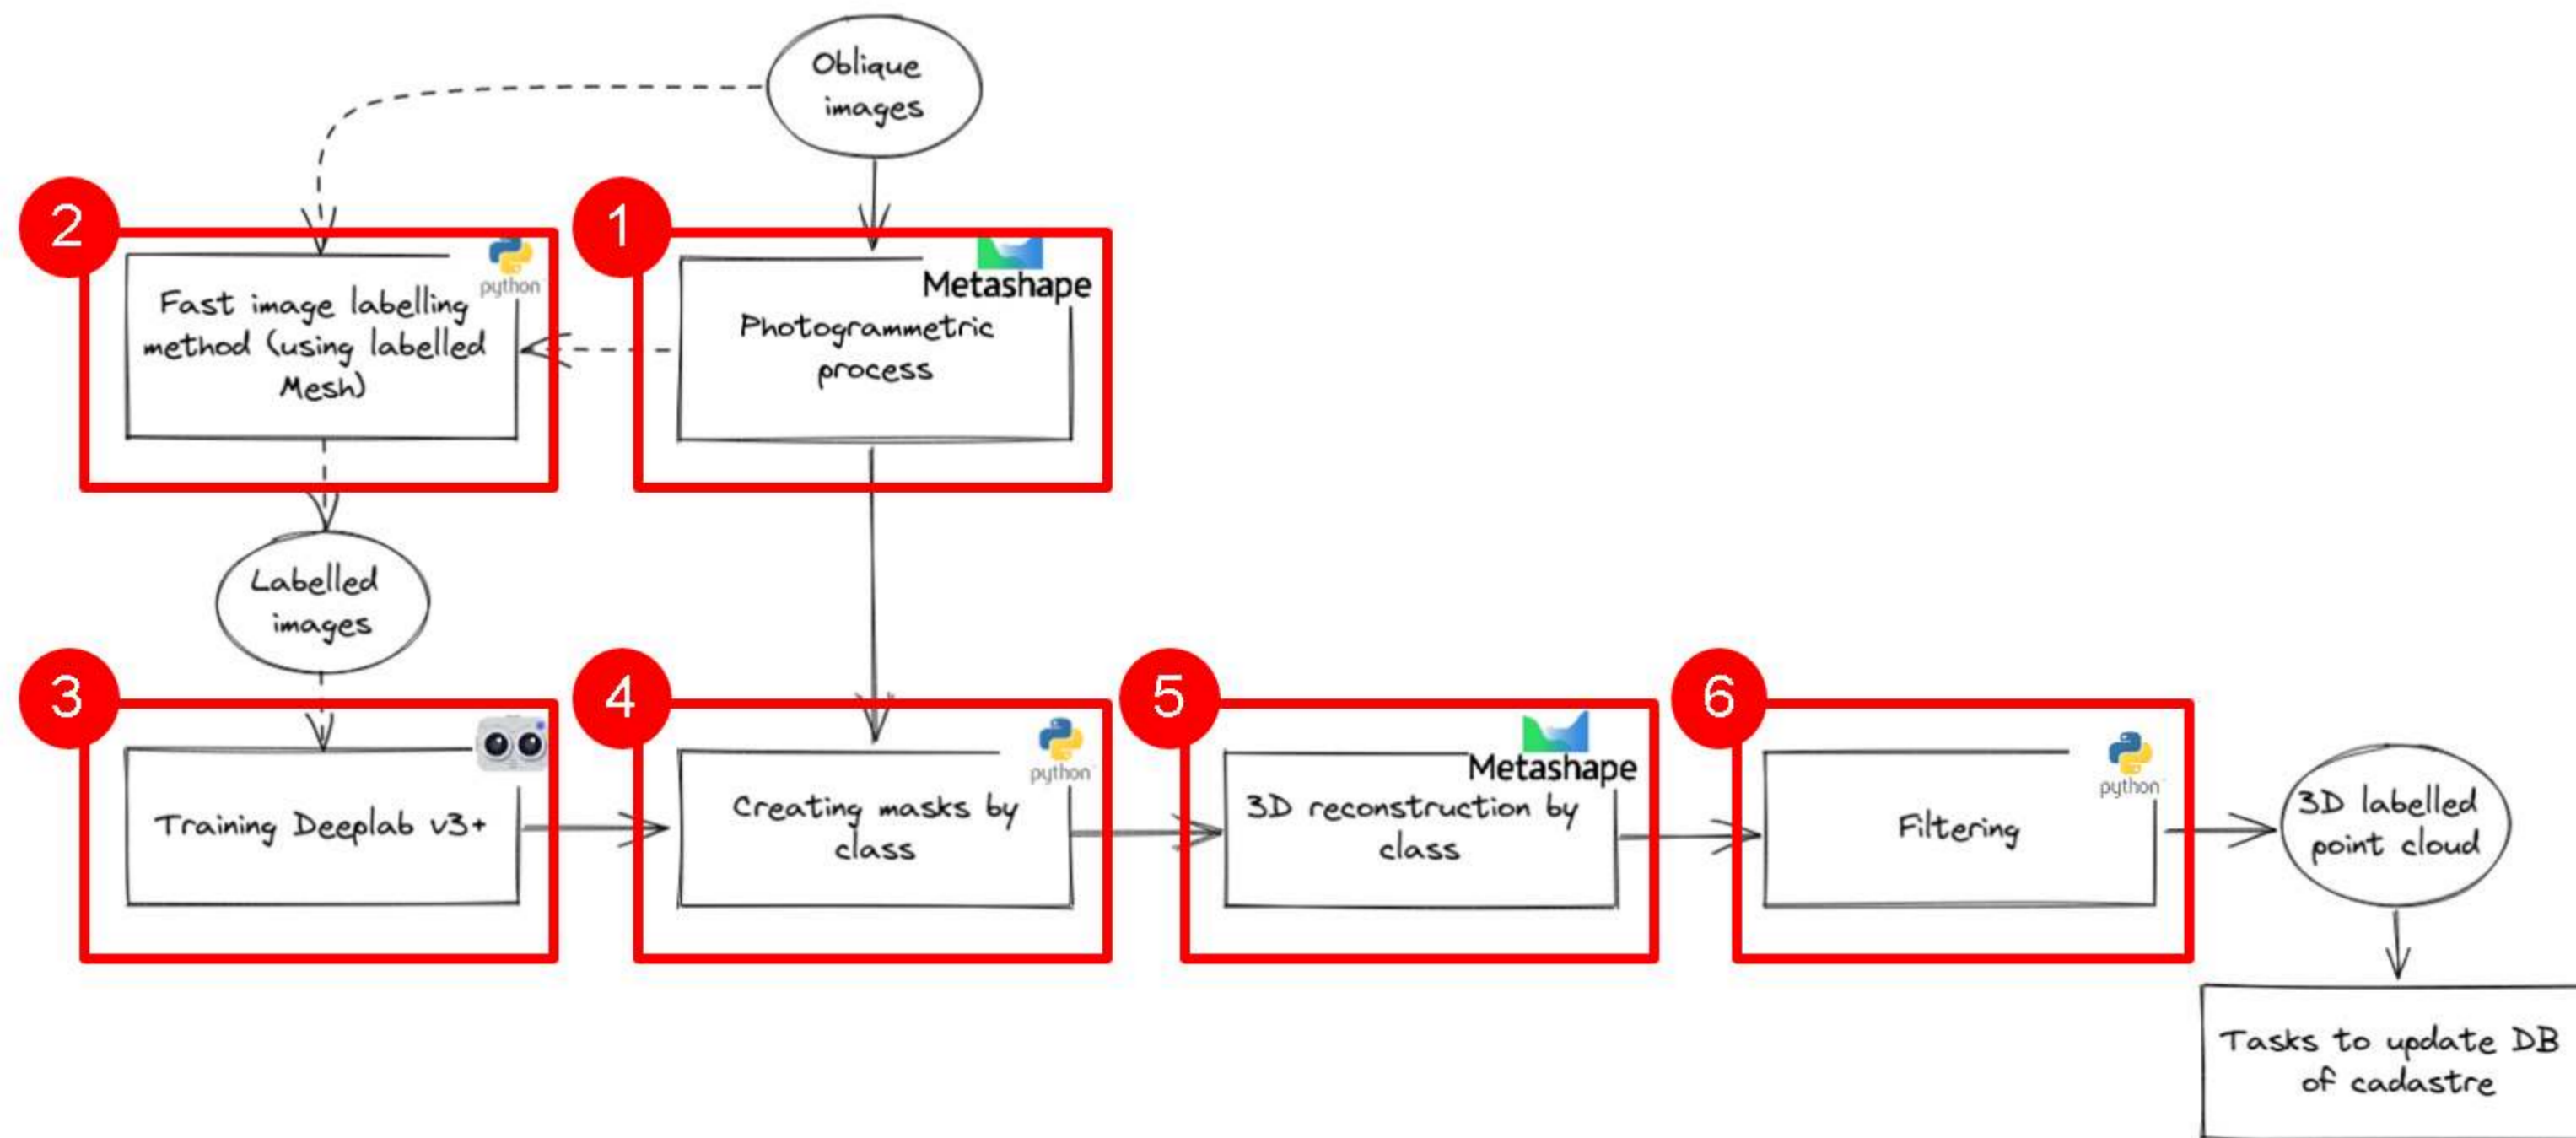 Oblique
images
2
1
python
Metashape
Fast image labelling
method (using labelled
Mesh)
Photogrammetric
process
Labelled
images
3
4
5
6
Training Deeplab v3+
python
Creating masks by
class
Metashape
3D reconstruction by
class
python
Filtering
3D labelled
point cloud
Tasks to update DB
of cadastre